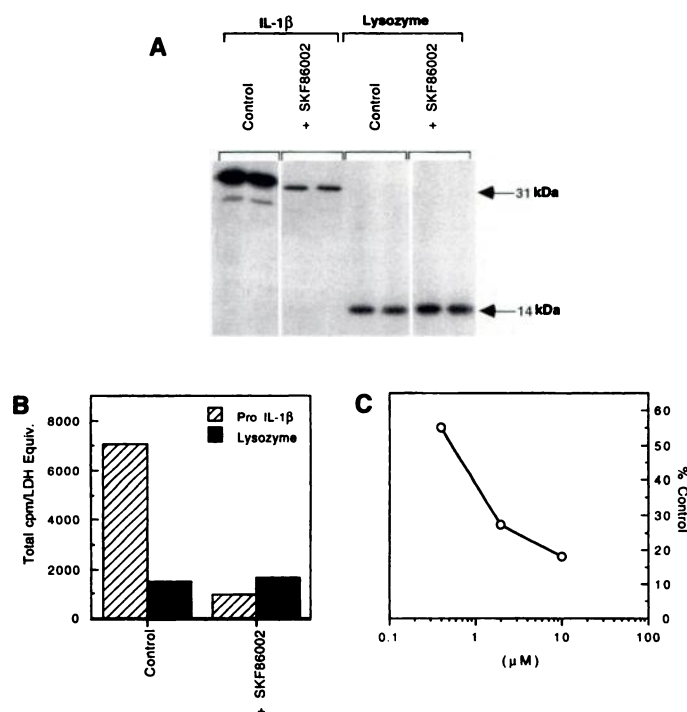 A
IL-1β
Lysozyme
Control
+ SKF86002
Control
+ SKF86002
31 kDa
14 kDa
B
Total cpm/LDH Equiv.
8000
6000
4000
2000
0
Pro IL-1β
Lysozyme
Control
+ SKF86002
C
60
50
40
30
20
10
0
% Control
0.1
1
10
100
(μM)